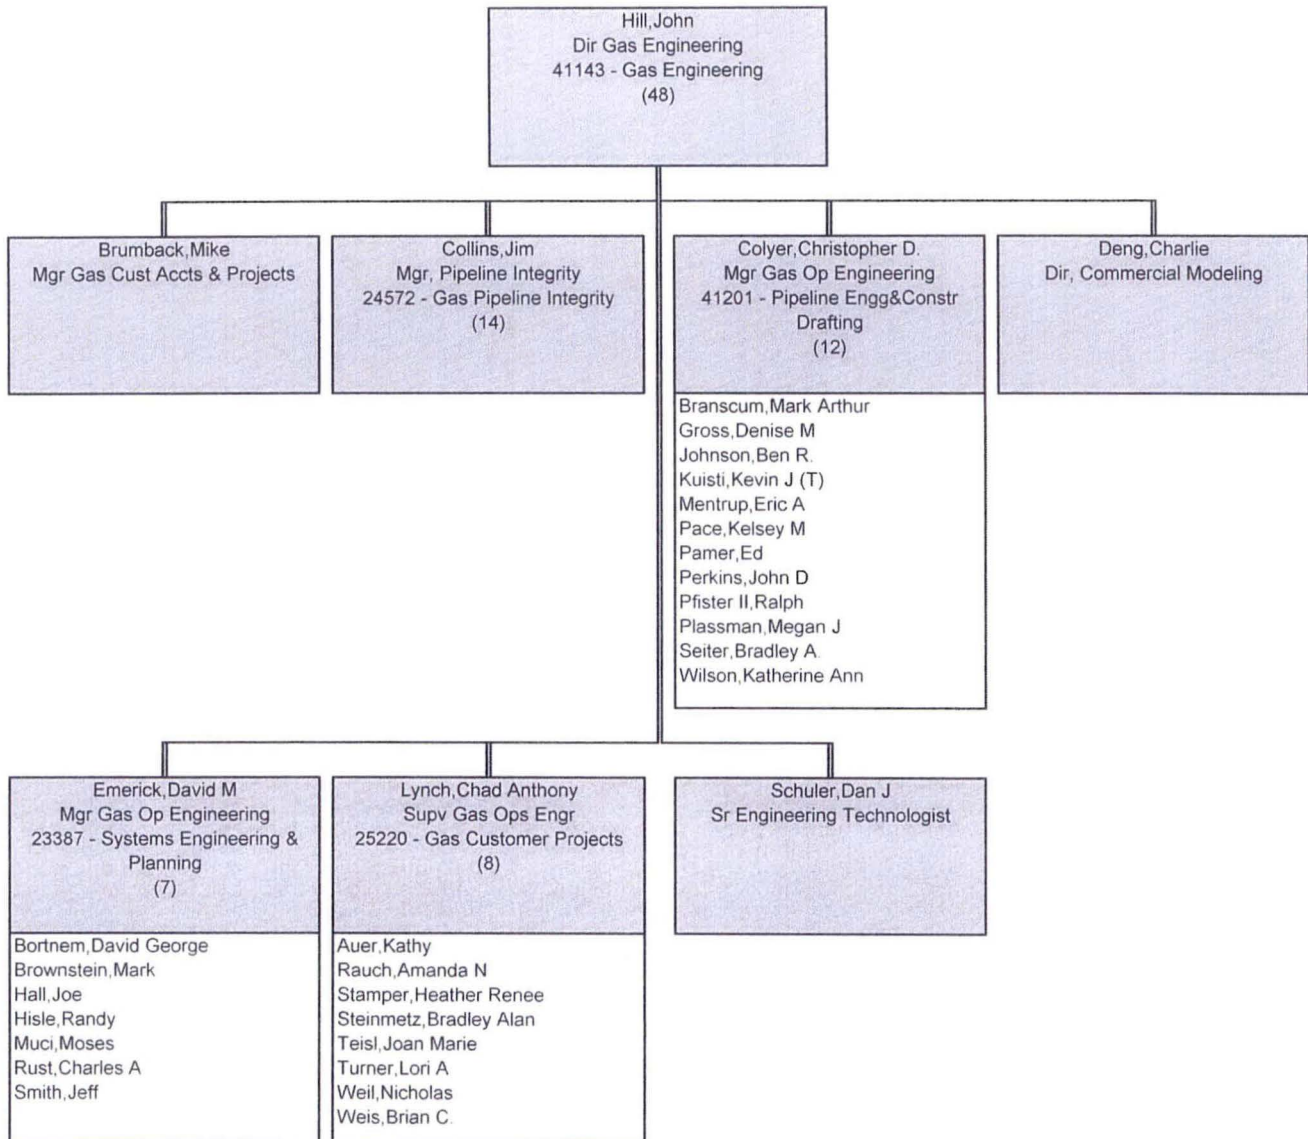 Hill,John
Dir Gas Engineering
41143 - Gas Engineering
(48)
Brumback,Mike
Mgr Gas Cust Accts & Projects
Collins,Jim
Mgr, Pipeline Integrity
24572 - Gas Pipeline Integrity
(14)
Colyer,Christopher D.
Mgr Gas Op Engineering
41201 - Pipeline Engg&Constr
Drafting
(12)
Branscum,Mark Arthur
Gross,Denise M
Johnson,Ben R.
Kuisti,Kevin J (T)
Mentrup,Eric A
Pace,Kelsey M
Pamer,Ed
Perkins,John D
Pfister II,Ralph
Plassman,Megan J
Seiter,Bradley A.
Wilson,Katherine Ann
Deng,Charlie
Dir, Commercial Modeling
Emerick,David M
Mgr Gas Op Engineering
23387 - Systems Engineering &
Planning
(7)
Bortnem,David George
Brownstein,Mark
Hall,Joe
Hisle,Randy
Muci,Moses
Rust,Charles A
Smith,Jeff
Lynch,Chad Anthony
Supv Gas Ops Engr
25220 - Gas Customer Projects
(8)
Auer,Kathy
Rauch,Amanda N
Stamper,Heather Renee
Steinmetz,Bradley Alan
Teisl,Joan Marie
Turner,Lori A
Weil,Nicholas
Weis,Brian C.
Schuler,Dan J
Sr Engineering Technologist